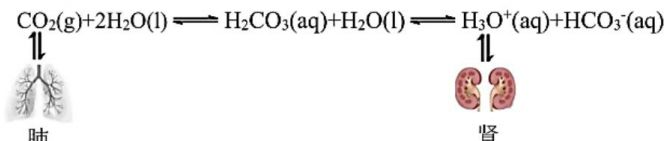 CO₂(g)+2H₂O(l) ⇌ H₂CO₃(aq)+H₂O(l) ⇌ H₃O⁺(aq)+HCO₃⁻(aq)
肺 肾